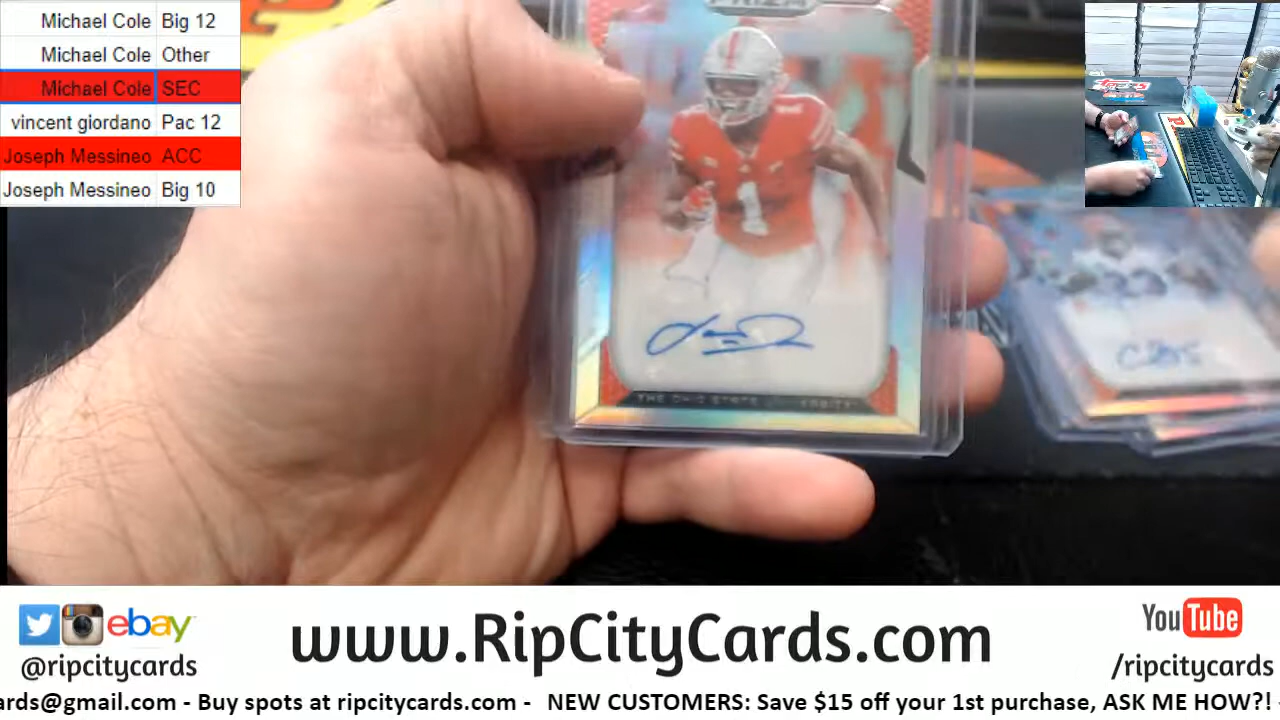 Michael Cole Big 12
Michael Cole Other
Michael Cole SEC
vincent giordano Pac 12
Joseph Messineo ACC
Joseph Messineo Big 10
1
THE OHIO STATE UNIVERSITY
ebay
@ripcitycards
www.RipCityCards.com
YouTube
/ripcitycards
ards@gmail.com - Buy spots at ripcitycards.com - NEW CUSTOMERS: Save $15 off your 1st purchase, ASK ME HOW?! -